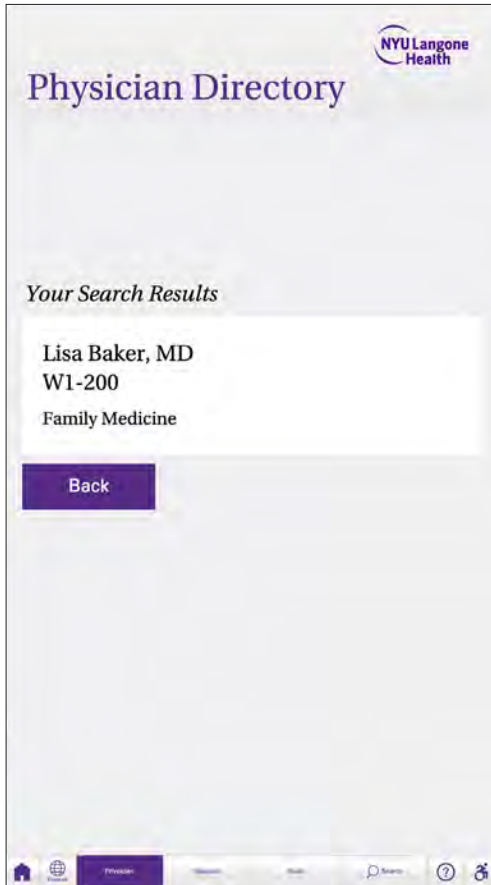 NYU Langone
Health
Physician Directory
Your Search Results
Lisa Baker, MD
W1-200
Family Medicine
Back
Physician
Search
?